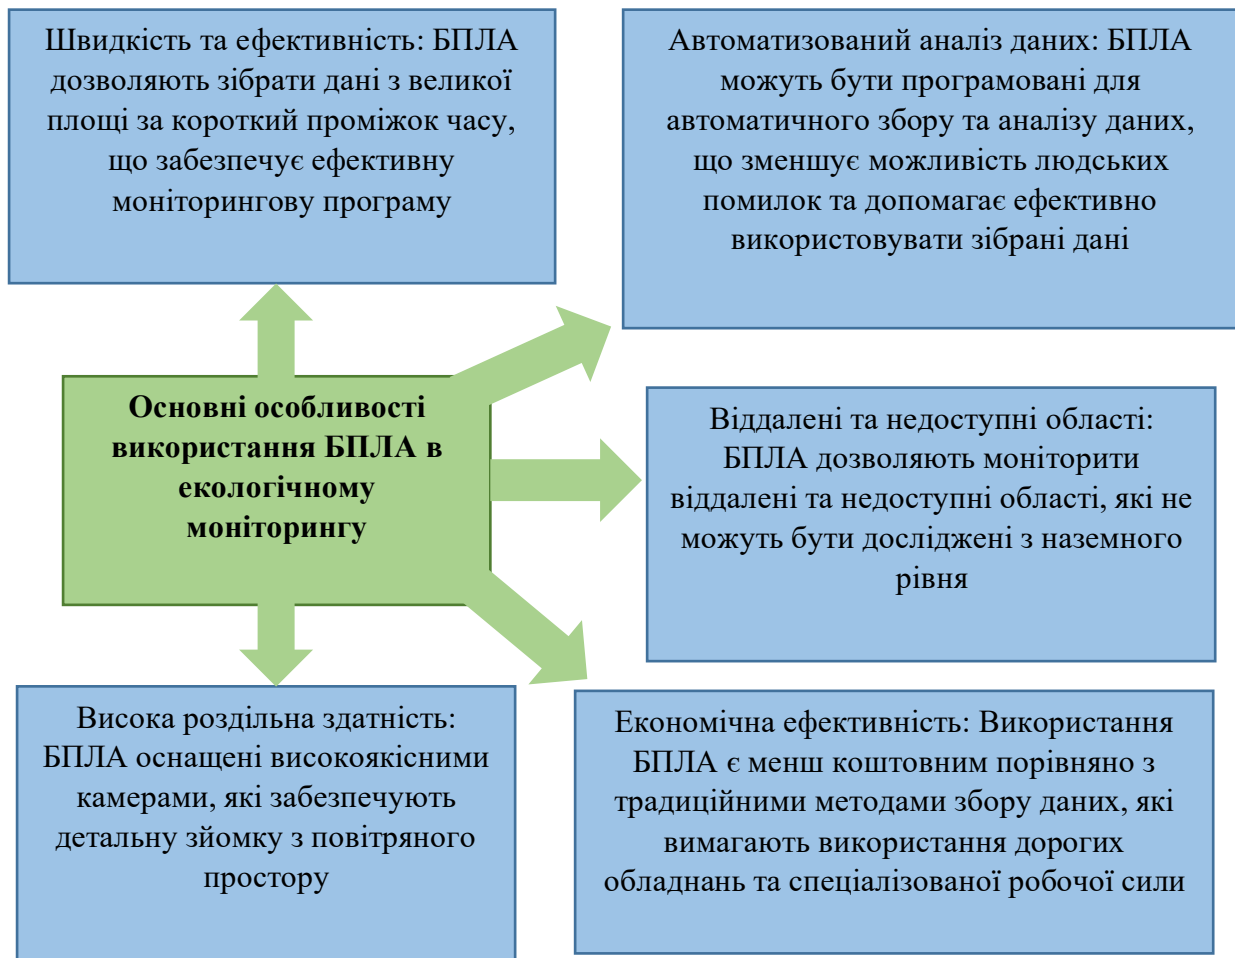 Швидкість та ефективність: БПЛА
дозволяють зібрати дані з великої
площі за короткий проміжок часу,
що забезпечує ефективну
моніторингову програму
Автоматизований аналіз даних: БПЛА
можуть бути програмовані для
автоматичного збору та аналізу даних,
що зменшує можливість людських
помилок та допомагає ефективно
використовувати зібрані дані
Основні особливості
використання БПЛА в
екологічному
моніторингу
Віддалені та недоступні області:
БПЛА дозволяють моніторити
віддалені та недоступні області, які не
можуть бути досліджені з наземного
рівня
Висока роздільна здатність:
БПЛА оснащені високоякісними
камерами, які забезпечують
детальну зйомку з повітряного
простору
Економічна ефективність: Використання
БПЛА є менш коштовним порівняно з
традиційними методами збору даних, які
вимагають використання дорогих
обладнань та спеціалізованої робочої сили